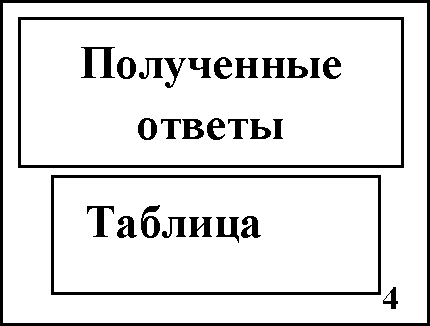 Полученные
ответы
Таблица
4